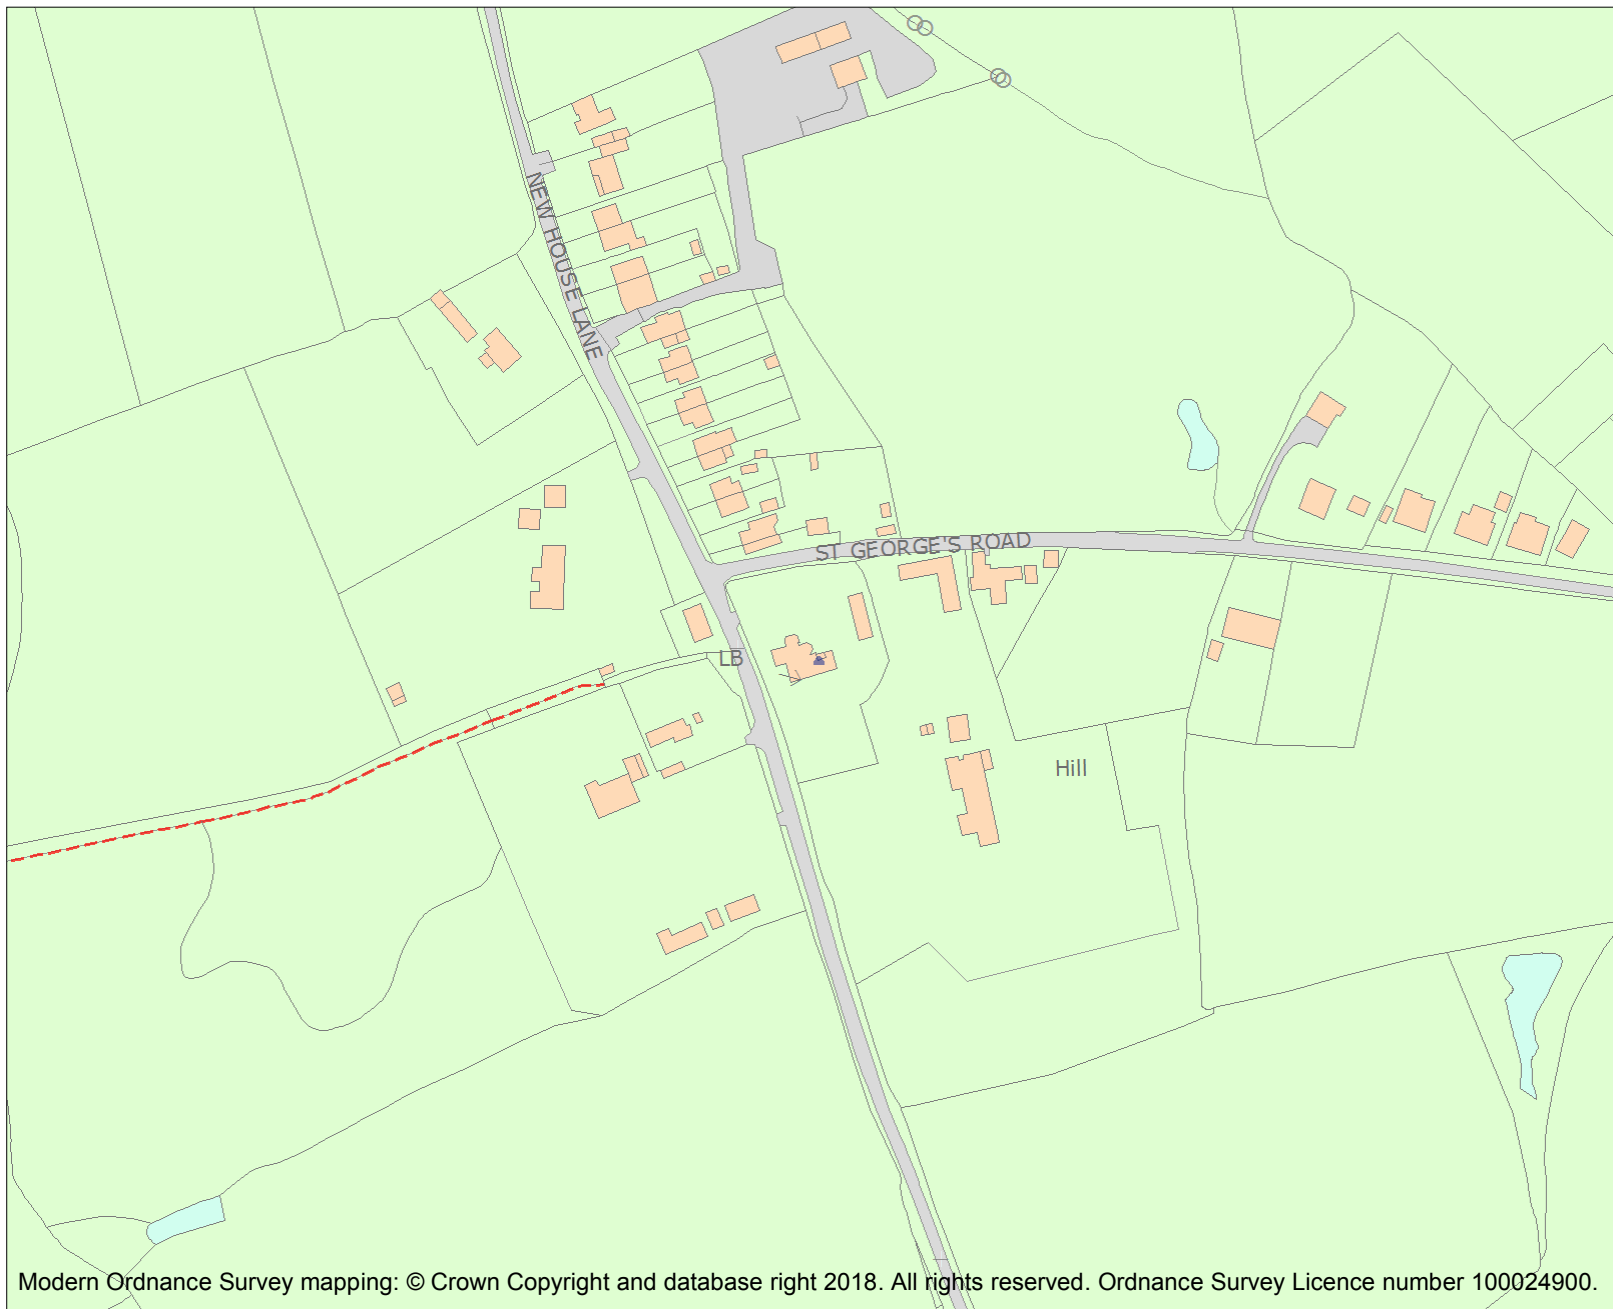 NEW HOUSE LANE
ST GEORGE'S ROAD
LB
Hill
Modern Ordnance Survey mapping: © Crown Copyright and database right 2018. All rights reserved. Ordnance Survey Licence number 100024900.